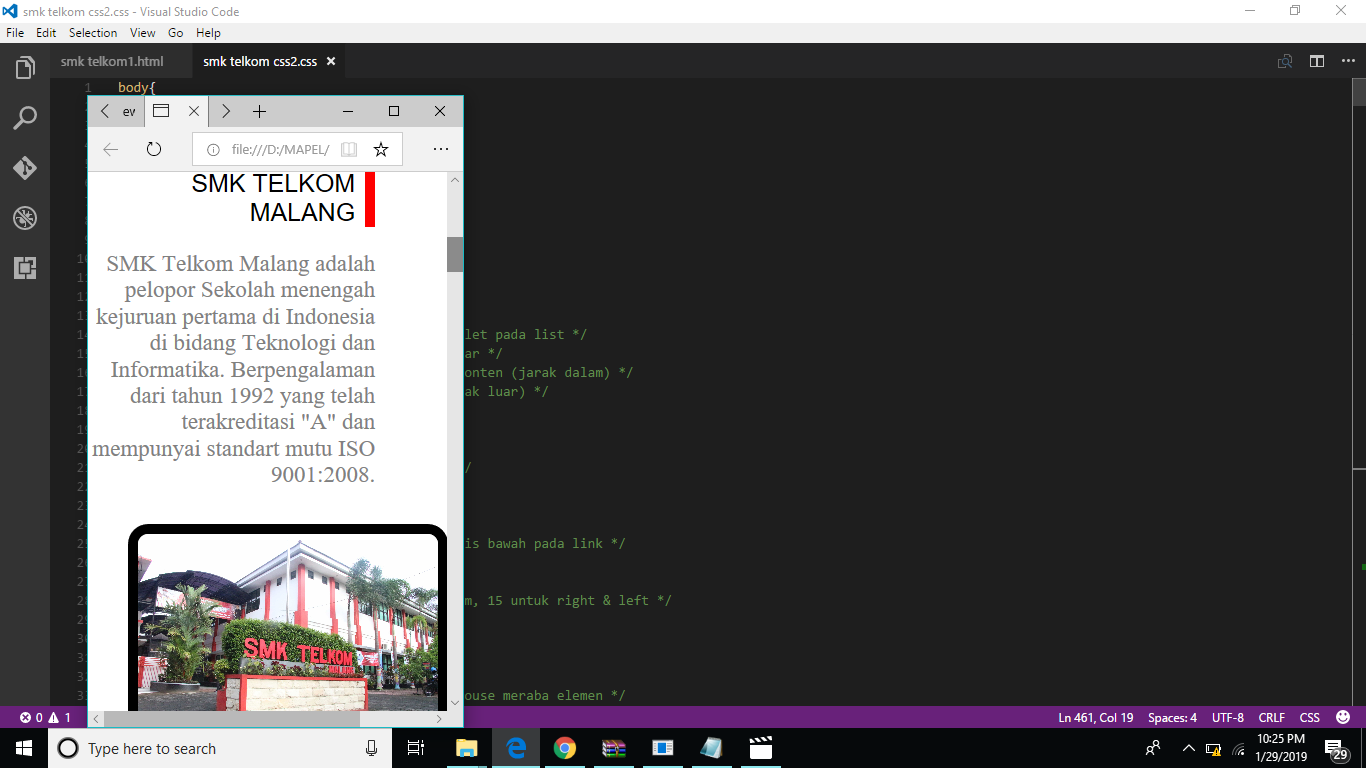 smk telkom css2.css - Visual Studio Code
File Edit Selection View Go Help
smk telkom1.html smk telkom css2.css
1 body{
ev
file:///D:/MAPEL/
SMK TELKOM
MALANG
SMK Telkom Malang adalah
pelopor Sekolah menengah
kejuruan pertama di Indonesia
di bidang Teknologi dan
Informatika. Berpengalaman
dari tahun 1992 yang telah
terakreditasi "A" dan
mempunyai standart mutu ISO
9001:2008.
SMK TELKOM
let pada list */
ar */
onten (jarak dalam) */
ak luar) */
/
is bawah pada link */
m, 15 untuk right & left */
ouse meraba elemen */
0 1 Ln 461, Col 19 Spaces: 4 UTF-8 CRLF CSS
Type here to search
10:25 PM
1/29/2019
29